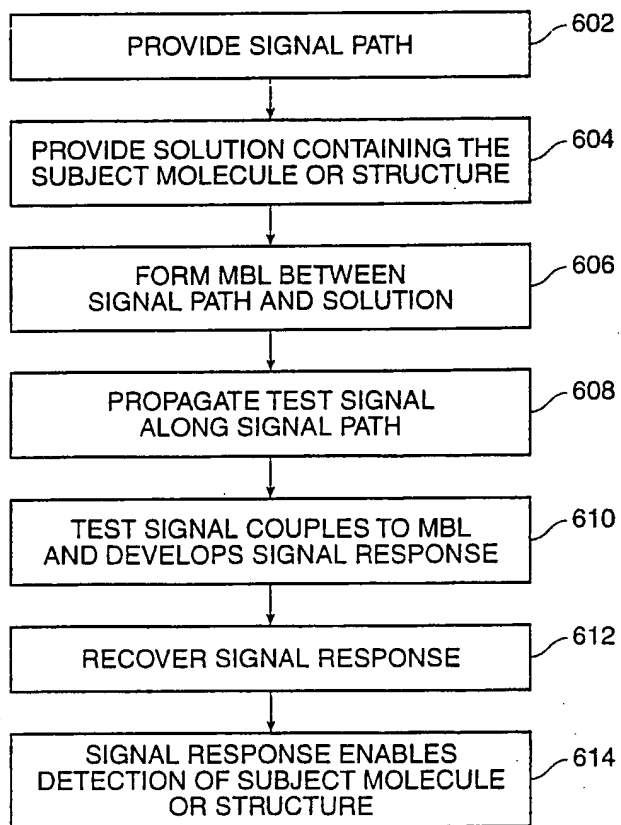 PROVIDE SIGNAL PATH
602
PROVIDE SOLUTION CONTAINING THE
SUBJECT MOLECULE OR STRUCTURE
604
FORM MBL BETWEEN
SIGNAL PATH AND SOLUTION
606
PROPAGATE TEST SIGNAL
ALONG SIGNAL PATH
608
TEST SIGNAL COUPLES TO MBL
AND DEVELOPS SIGNAL RESPONSE
610
RECOVER SIGNAL RESPONSE
612
SIGNAL RESPONSE ENABLES
DETECTION OF SUBJECT MOLECULE
OR STRUCTURE
614